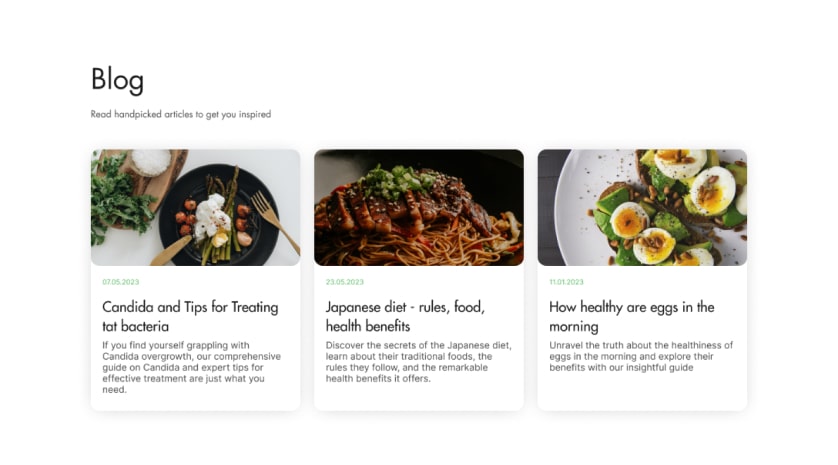 Blog
Read handpicked articles to get you inspired
07.05.2023
Candida and Tips for Treating
tat bacteria
If you find yourself grappling with
Candida overgrowth, our comprehensive
guide on Candida and expert tips for
effective treatment are just what you
need.
23.05.2023
Japanese diet - rules, food,
health benefits
Discover the secrets of the Japanese diet,
learn about their traditional foods, the
rules they follow, and the remarkable
health benefits it offers.
11.01.2023
How healthy are eggs in the
morning
Unravel the truth about the healthiness of
eggs in the morning and explore their
benefits with our insightful guide